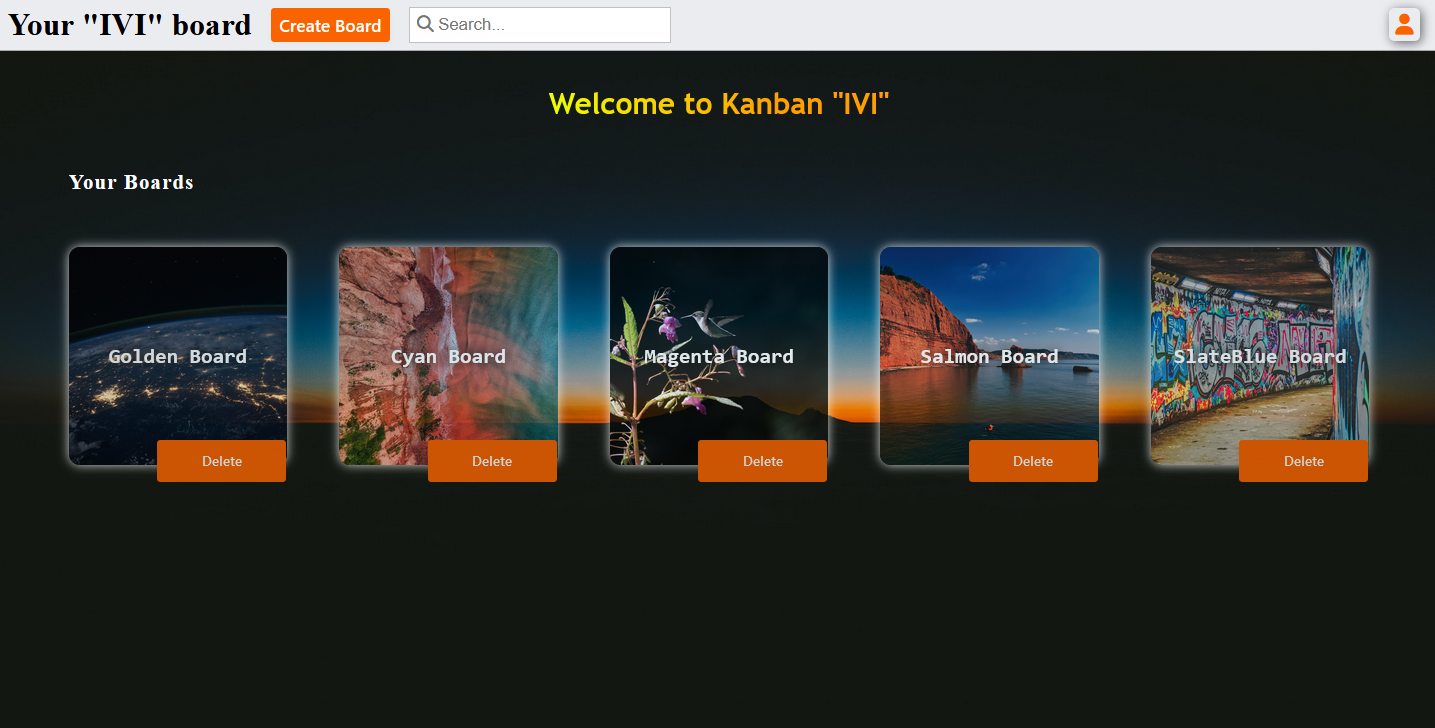 Your "IVI" board Create Board Search...
Welcome to Kanban "IVI"
Your Boards
Golden Board Cyan Board Magenta Board Salmon Board SlateBlue Board
Delete Delete Delete Delete Delete